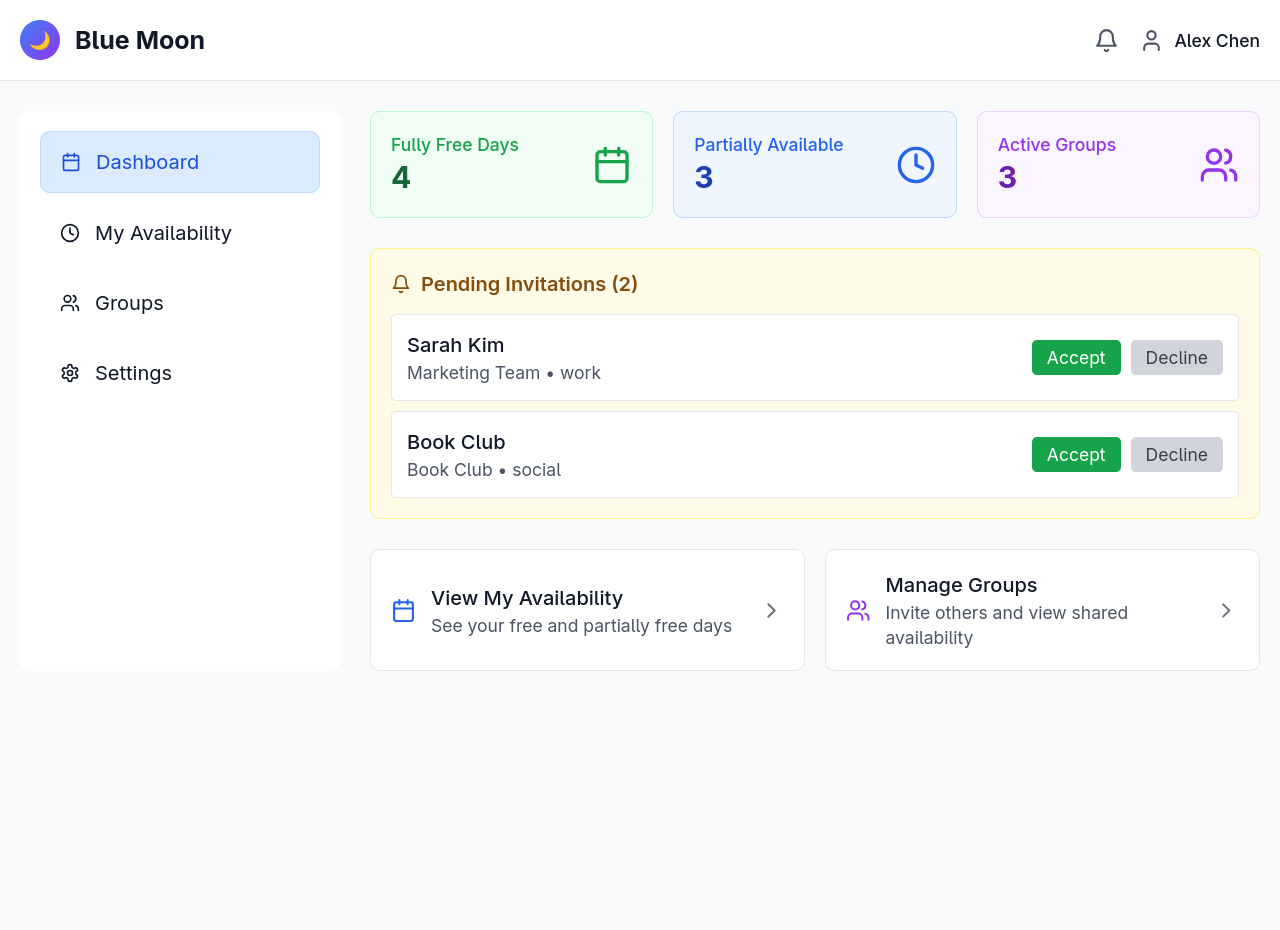 Blue Moon
Alex Chen
Dashboard
My Availability
Groups
Settings
Fully Free Days
4
Partially Available
3
Active Groups
3
Pending Invitations (2)
Sarah Kim
Marketing Team • work
Accept
Decline
Book Club
Book Club • social
Accept
Decline
View My Availability
See your free and partially free days
Manage Groups
Invite others and view shared
availability